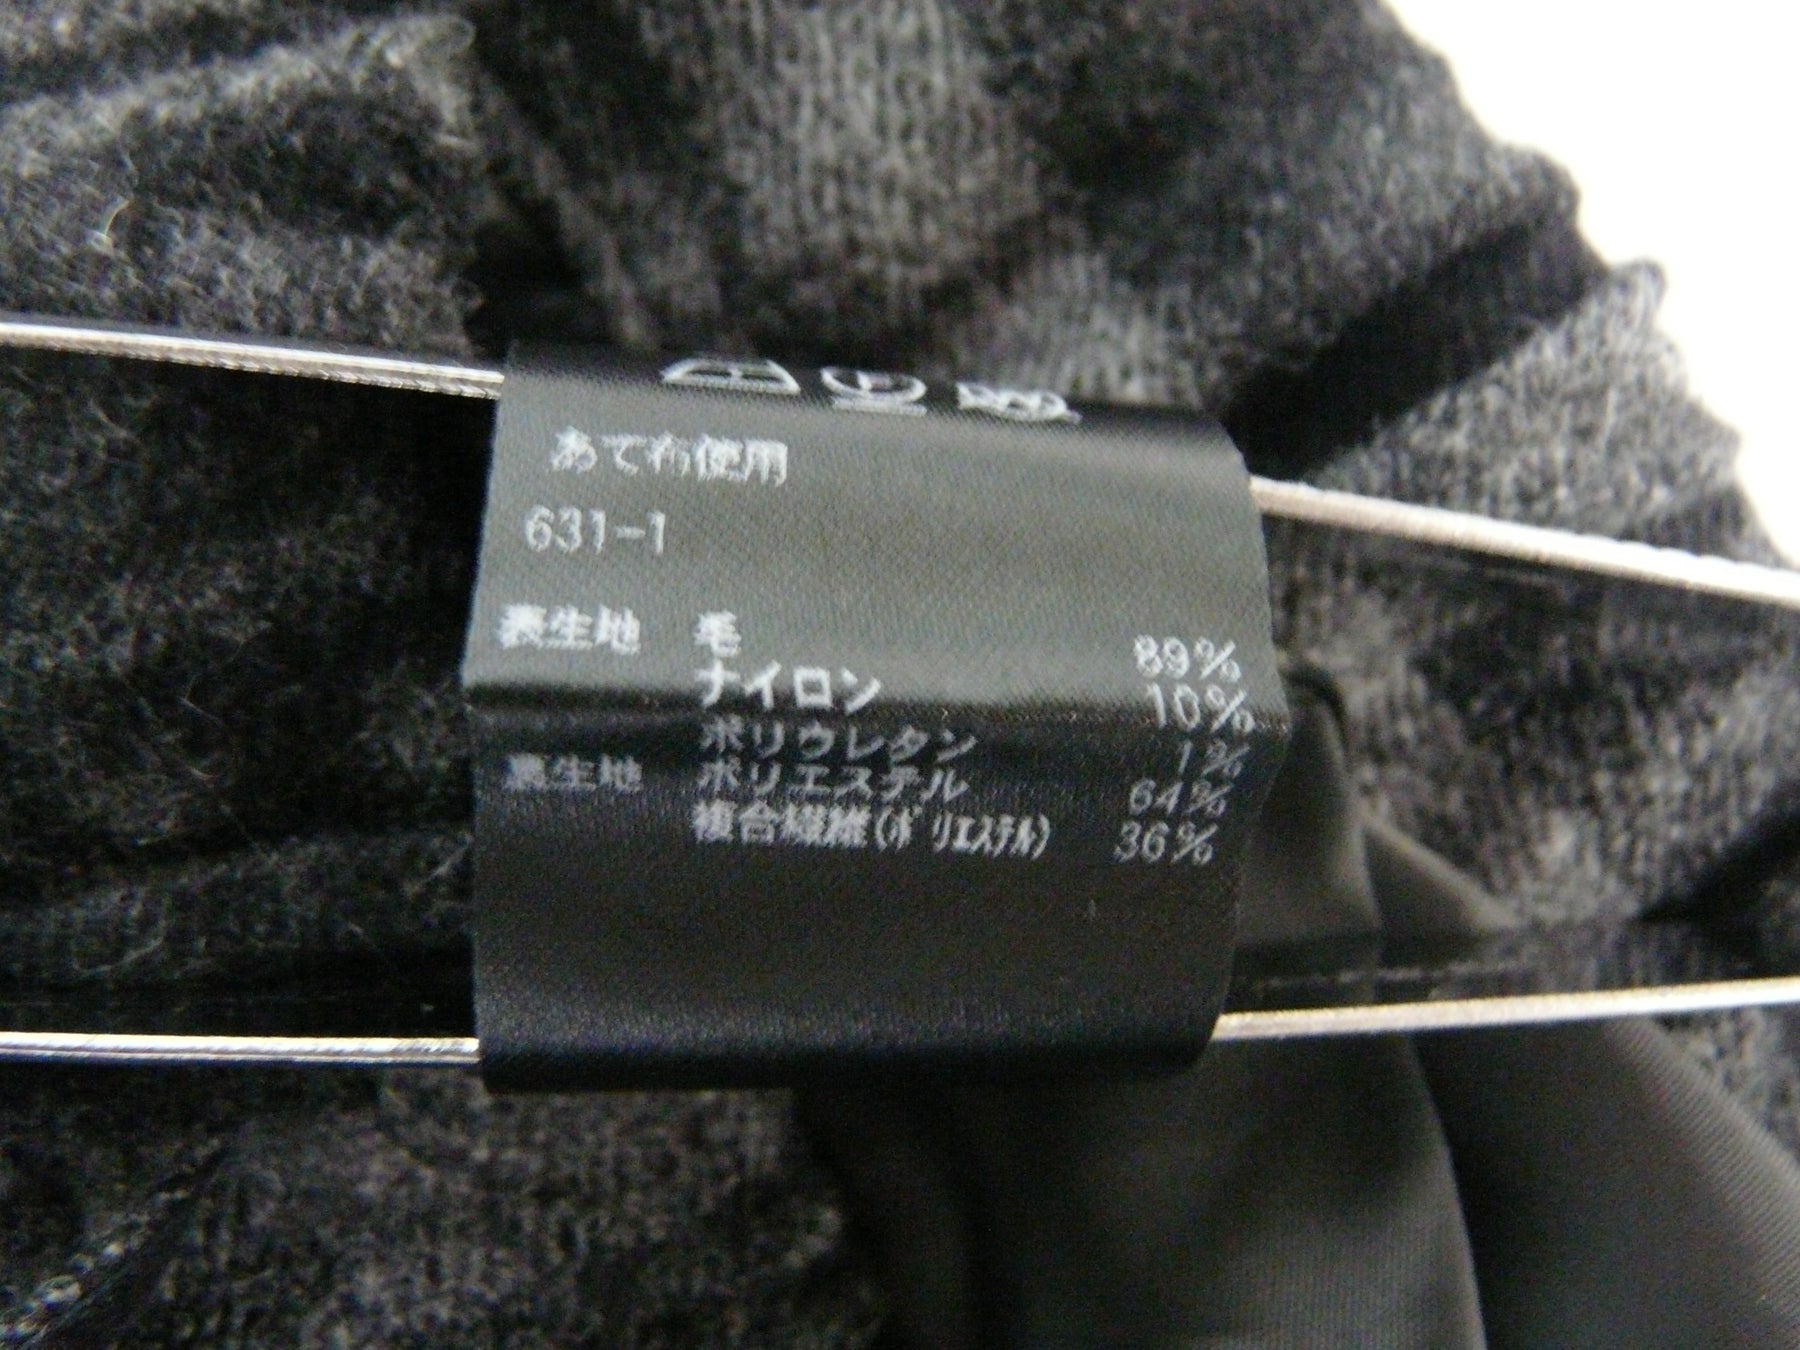 あて布使用
631-1
表生地 毛 89%
ナイロン 10%
ポリウレタン 1%
裏生地 ポリエステル 64%
複合繊維(ポリエステル) 36%